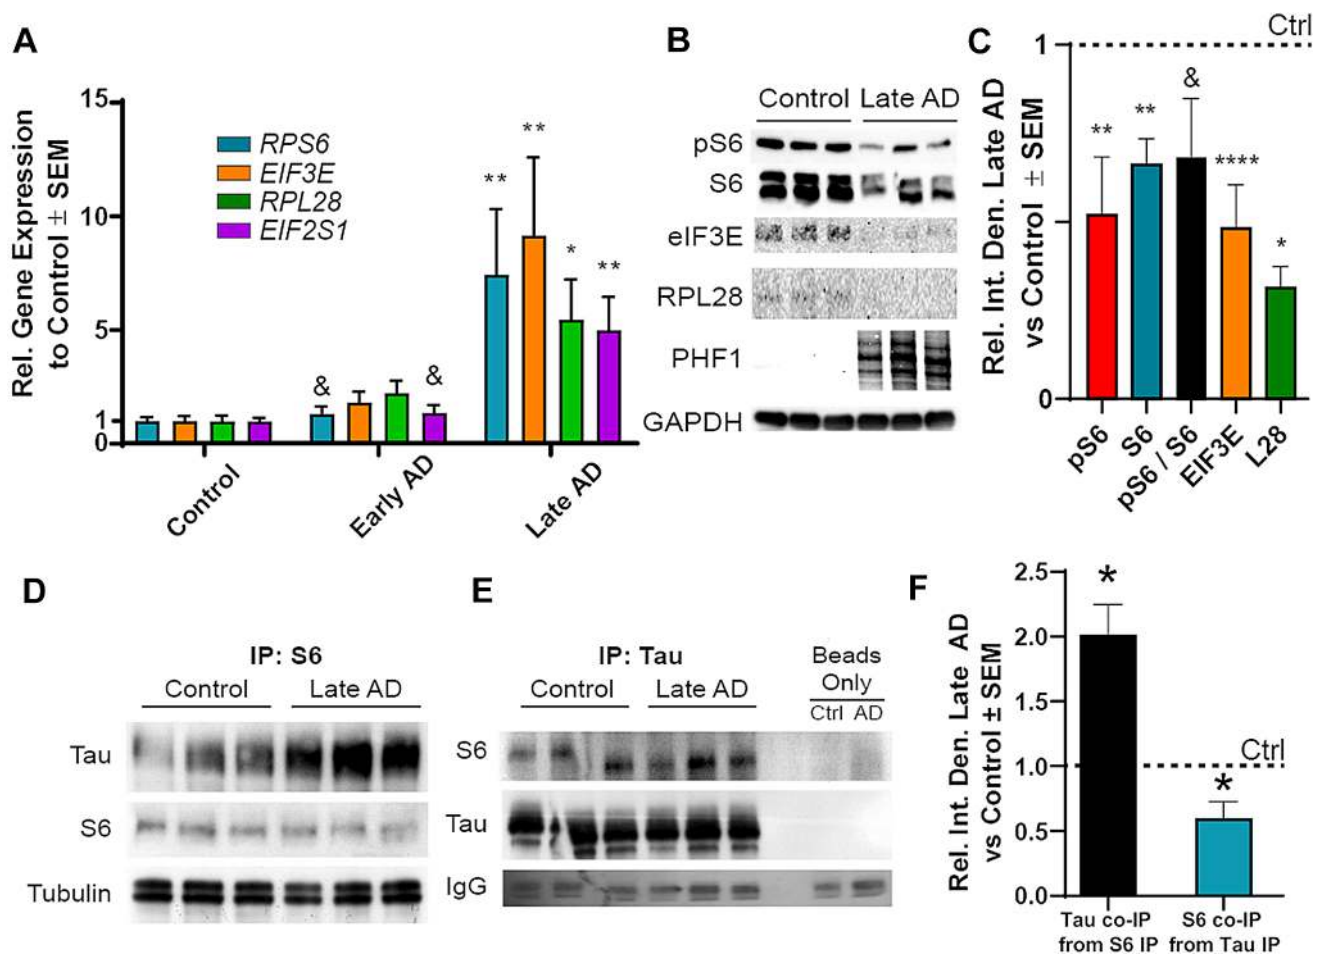 A
Rel. Gene Expression
to Control ± SEM
15
10
5
1
0
RPS6
EIF3E
RPL28
EIF2S1
&
&
**
**
*
**
Control
Early AD
Late AD
B
Control Late AD
pS6
S6
eIF3E
RPL28
PHF1
GAPDH
C
Rel. Int. Den. Late AD
vs Control ± SEM
1
0
Ctrl
**
**
&
****
*
pS6
S6
pS6 / S6
EIF3E
L28
D
IP: S6
Control Late AD
Tau
S6
Tubulin
E
IP: Tau
Control Late AD
Beads
Only
Ctrl AD
S6
Tau
IgG
F
Rel. Int. Den. Late AD
vs Control ± SEM
2.5
2.0
1.5
1.0
0.5
0.0
*
Ctrl
*
Tau co-IP
from S6 IP
S6 co-IP
from Tau IP